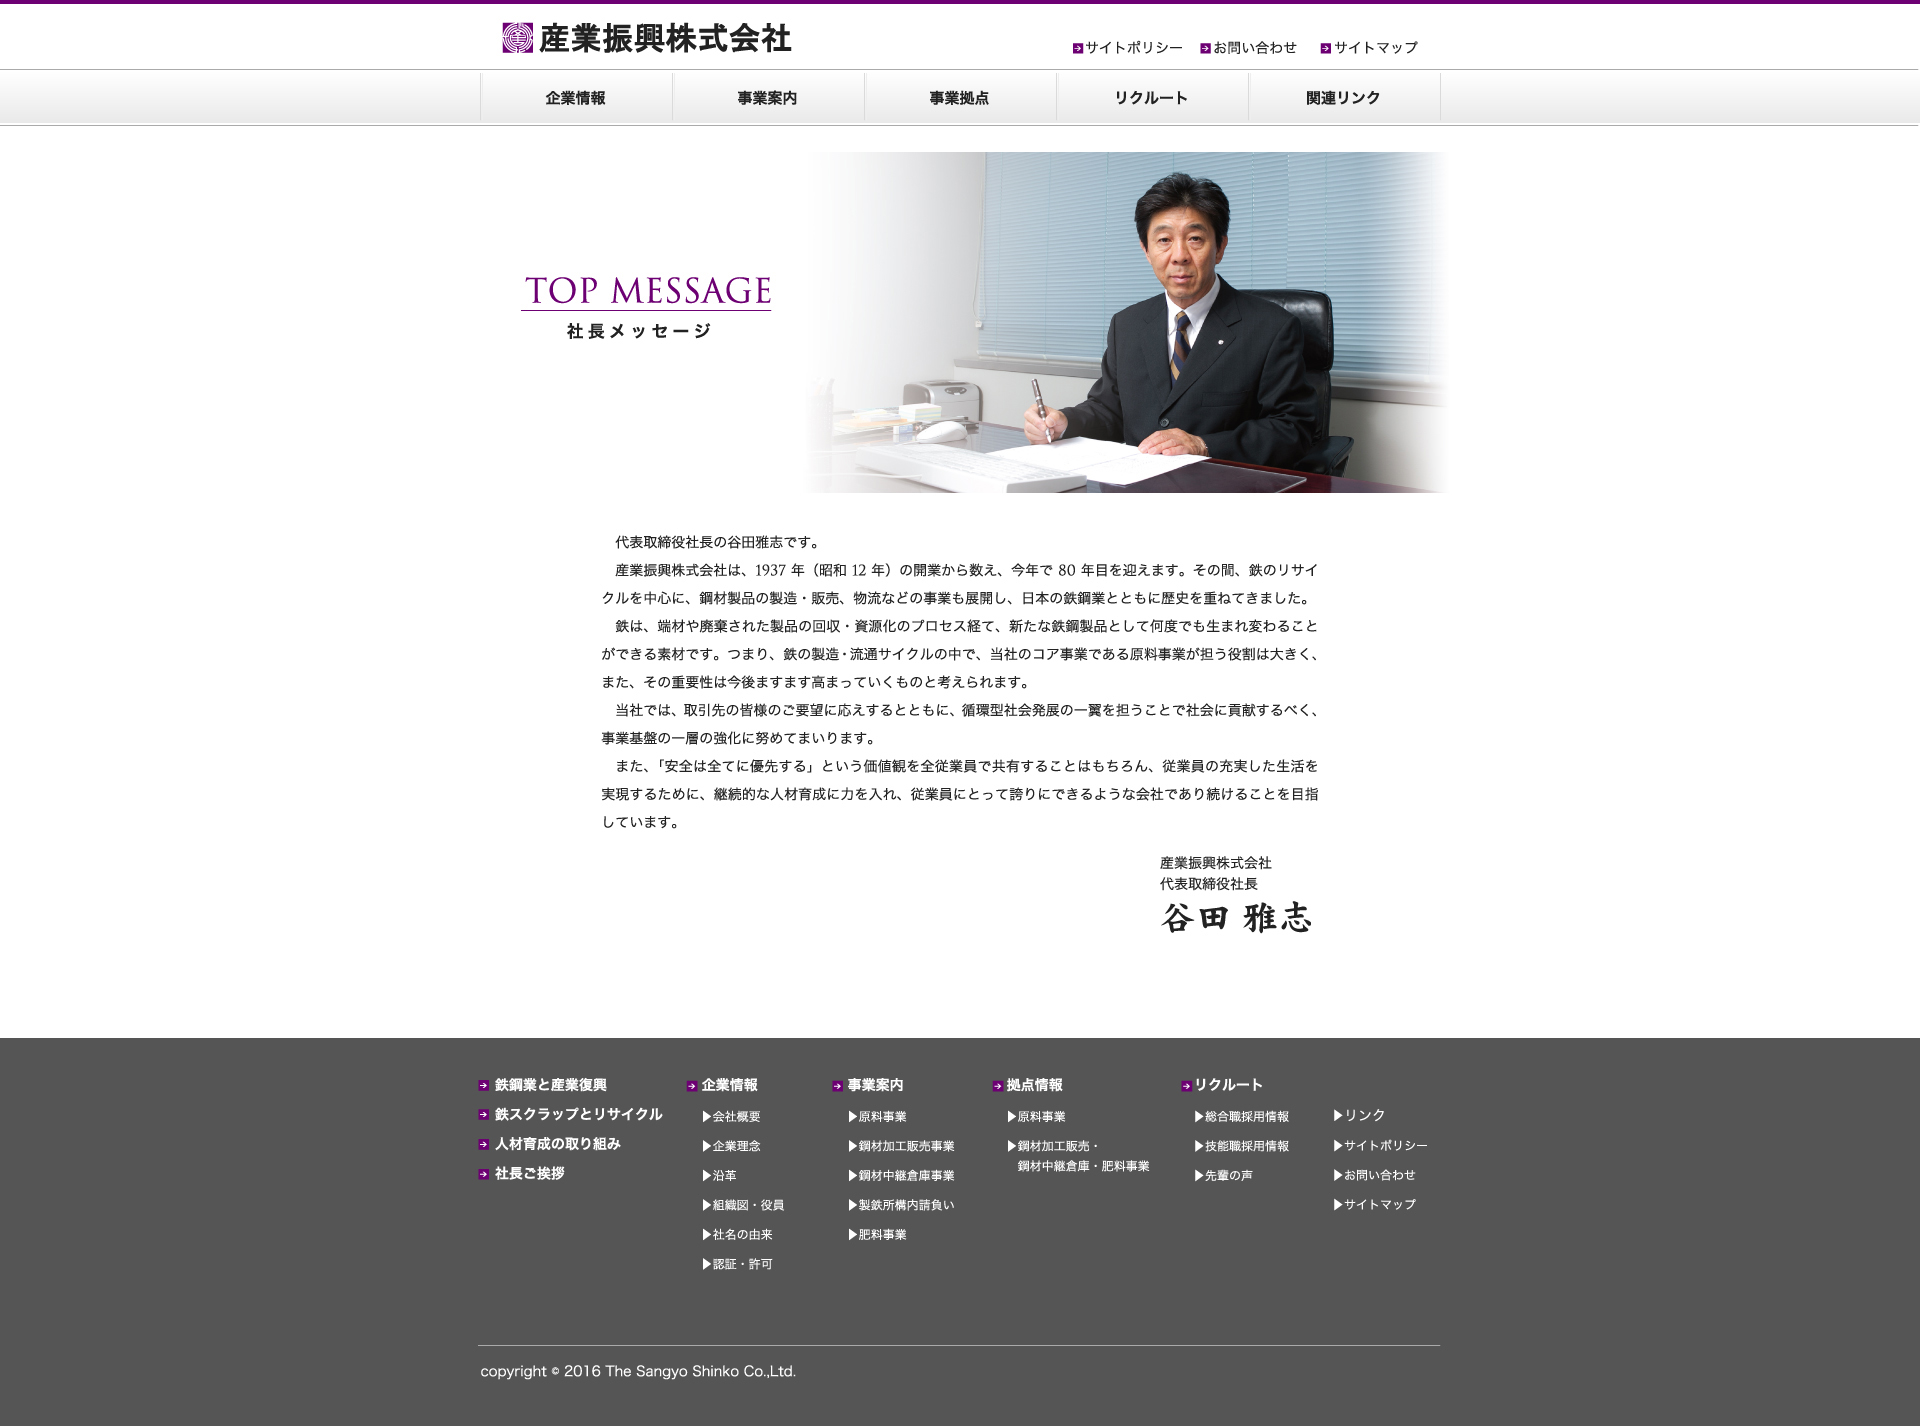 産業振興株式会社
サイトポリシー
お問い合わせ
サイトマップ
企業情報
事業案内
事業拠点
リクルート
関連リンク
TOP MESSAGE
社長メッセージ
代表取締役社長の谷田雅志です。
産業振興株式会社は、1937 年（昭和 12 年）の開業から数え、今年で 80 年目を迎えます。その間、鉄のリサイ
クルを中心に、鋼材製品の製造・販売、物流などの事業も展開し、日本の鉄鋼業とともに歴史を重ねてきました。
鉄は、端材や廃棄された製品の回収・資源化のプロセス経て、新たな鉄鋼製品として何度でも生まれ変わること
ができる素材です。つまり、鉄の製造・流通サイクルの中で、当社のコア事業である原料事業が担う役割は大きく、
また、その重要性は今後ますます高まっていくものと考えられます。
当社では、取引先の皆様のご要望に応えするとともに、循環型社会発展の一翼を担うことで社会に貢献するべく、
事業基盤の一層の強化に努めてまいります。
また、「安全は全てに優先する」という価値観を全従業員で共有することはもちろん、従業員の充実した生活を
実現するために、継続的な人材育成に力を入れ、従業員にとって誇りにできるような会社であり続けることを目指
しています。
産業振興株式会社
代表取締役社長
谷田 雅志
鉄鋼業と産業復興
鉄スクラップとリサイクル
人材育成の取り組み
社長ご挨拶
企業情報
▶会社概要
▶企業理念
▶沿革
▶組織図・役員
▶社名の由来
▶認証・許可
事業案内
▶原料事業
▶鋼材加工販売事業
▶鋼材中継倉庫事業
▶製鉄所構内請負い
▶肥料事業
拠点情報
▶原料事業
▶鋼材加工販売・
鋼材中継倉庫・肥料事業
リクルート
▶総合職採用情報
▶技能職採用情報
▶先輩の声
▶リンク
▶サイトポリシー
▶お問い合わせ
▶サイトマップ
copyright © 2016 The Sangyo Shinko Co.,Ltd.